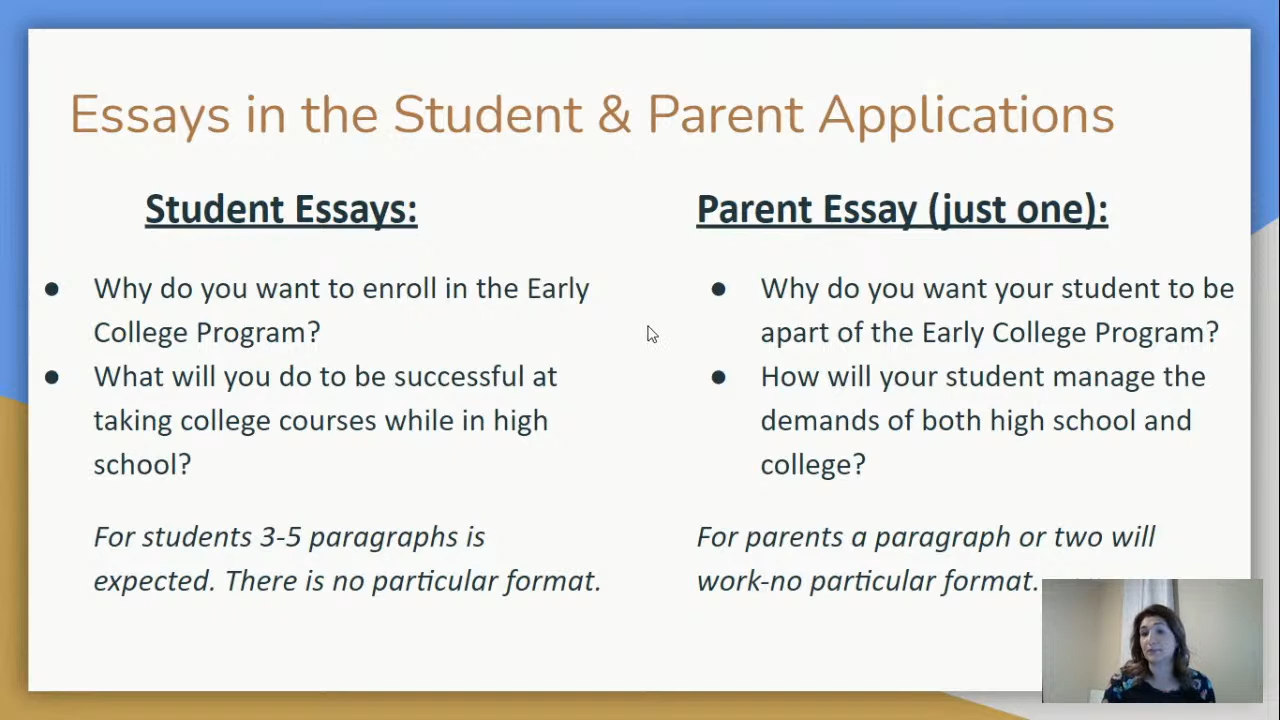 Essays in the Student & Parent Applications
Student Essays:
● Why do you want to enroll in the Early
College Program?
● What will you do to be successful at
taking college courses while in high
school?
For students 3-5 paragraphs is
expected. There is no particular format.
Parent Essay (just one):
● Why do you want your student to be
apart of the Early College Program?
● How will your student manage the
demands of both high school and
college?
For parents a paragraph or two will
work-no particular format.